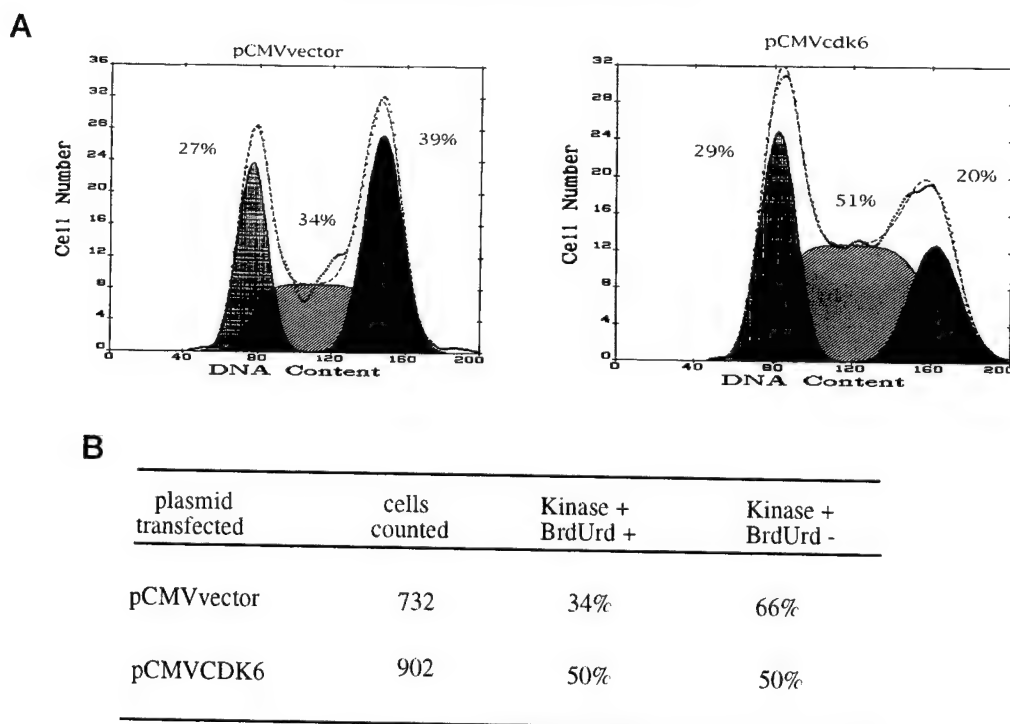 A
pCMVvector
36
32
28
24
20
16
12
8
4
0
Cell Number
27%
34%
39%
0 40 80 120 160 200
DNA Content
pCMVcdk6
32
28
24
20
16
12
8
4
0
Cell Number
29%
51%
20%
0 40 80 120 160 200
DNA Content
B
plasmid transfected
cells counted
Kinase + BrdUrd +
Kinase + BrdUrd -
pCMVvector 732 34% 66%
pCMVCDK6 902 50% 50%